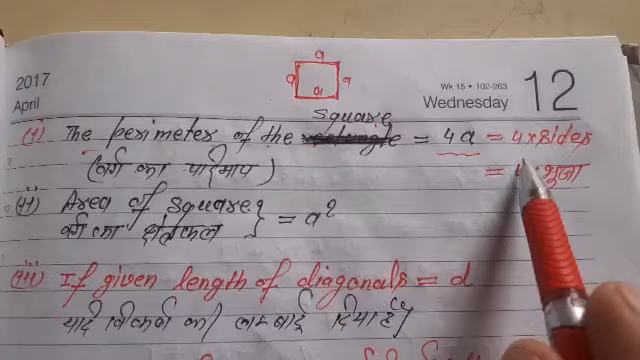 2017
April
Wk 15 • 102-263
Wednesday 12
a
a a
a
square
(i) The perimeter of the rectangle = 4a = 4×sides
(वर्ग का परिमाप) = भुजा
(ii) Area of square} = a²
वर्ग का क्षेत्रफल
(iii) If given length of diagonals = d
यदि विकर्ण की लम्बाई दिया है